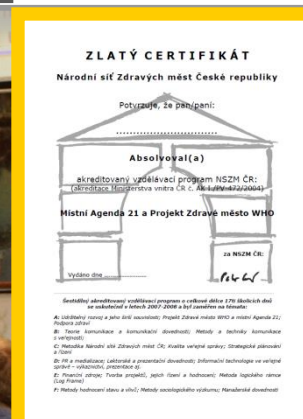 ZLATÝ CERTIFIKÁT
Národní síť Zdravých měst České republiky
Potvrzuje, že pan/paní:
................................
Absolvoval(a)
akreditovaný vzdělávací program NSZM ČR:
(akreditace Ministerstva vnitra ČR č. AK I./PV-472/2004)
Místní Agenda 21 a Projekt Zdravé město WHO
za NSZM ČR:
Vydáno dne ................
Šestidílný akreditovaný vzdělávací program o celkové délce 176 školicích dnů
se uskutečnil v letech 2007-2008 a byl zaměřen na témata:
A: Udržitelný rozvoj a jeho širší souvislosti; Projekt Zdravé město WHO a místní Agenda 21;
Podpora zdraví
B: Teorie komunikace a komunikační dovednosti; Metody a techniky komunikace
s veřejností;
C: Metodika Národní sítě Zdravých měst ČR; Kvalita veřejné správy; Strategické plánování
a řízení
D: PR a medializace; Lektorské a prezentační dovednosti; Informační technologie ve veřejné
správě - výkaznictví, prezentace aj.
E: Finanční zdroje; Tvorba projektů, jejich řízení a hodnocení; Metoda logického rámce
(Log Frame)
F: Metody hodnocení stavu a vlivů; Metody sociologického výzkumu; Manažerské dovednosti